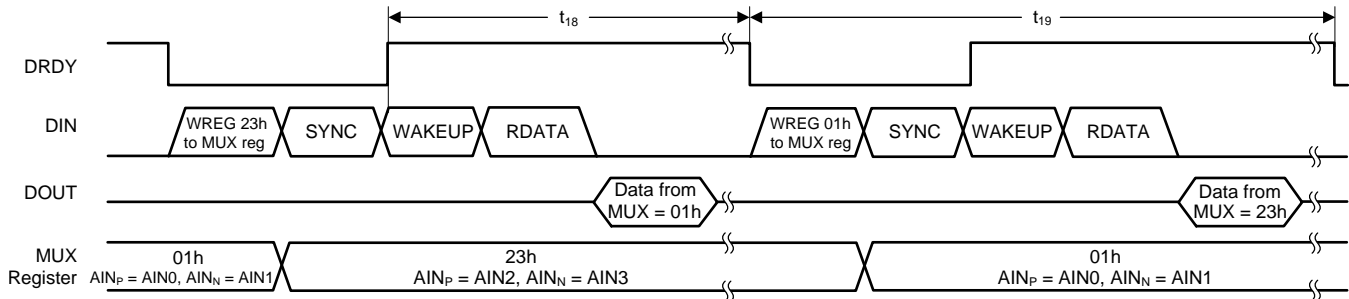 t18
t19
DRDY
DIN
WREG 23h
to MUX reg
SYNC
WAKEUP
RDATA
WREG 01h
to MUX reg
SYNC
WAKEUP
RDATA
DOUT
Data from
MUX = 01h
Data from
MUX = 23h
MUX
Register
01h
AINP = AIN0, AINN = AIN1
23h
AINP = AIN2, AINN = AIN3
01h
AINP = AIN0, AINN = AIN1